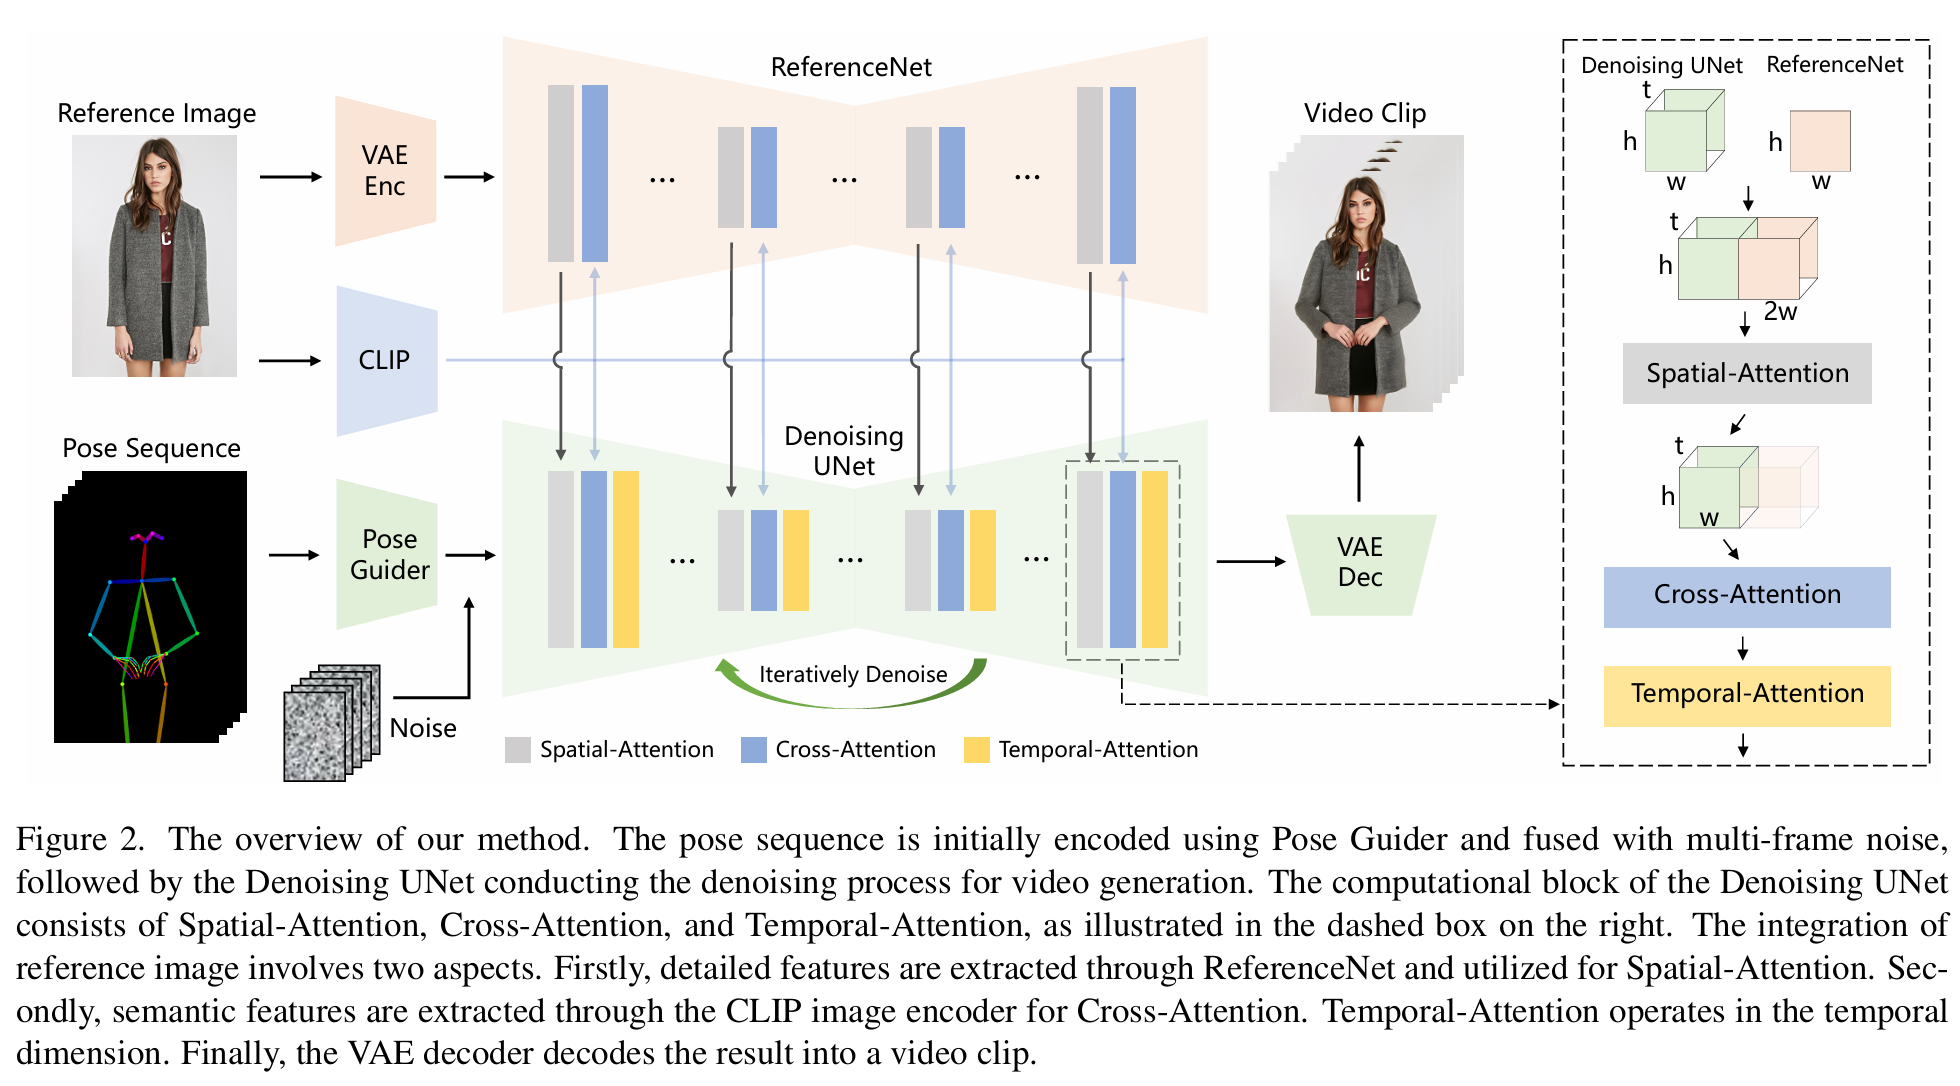 ReferenceNet
Reference Image
VAE
Enc
...
...
...
CLIP
Pose Sequence
Pose
Guider
Noise
Denoising
UNet
...
...
...
Iteratively Denoise
Spatial-Attention
Cross-Attention
Temporal-Attention
Video Clip
VAE
Dec
Denoising UNet
ReferenceNet
t
h
w
h
w
t
h
2w
Spatial-Attention
t
h
w
Cross-Attention
Temporal-Attention
Figure 2. The overview of our method. The pose sequence is initially encoded using Pose Guider and fused with multi-frame noise,
followed by the Denoising UNet conducting the denoising process for video generation. The computational block of the Denoising UNet
consists of Spatial-Attention, Cross-Attention, and Temporal-Attention, as illustrated in the dashed box on the right. The integration of
reference image involves two aspects. Firstly, detailed features are extracted through ReferenceNet and utilized for Spatial-Attention. Sec-
ondly, semantic features are extracted through the CLIP image encoder for Cross-Attention. Temporal-Attention operates in the temporal
dimension. Finally, the VAE decoder decodes the result into a video clip.